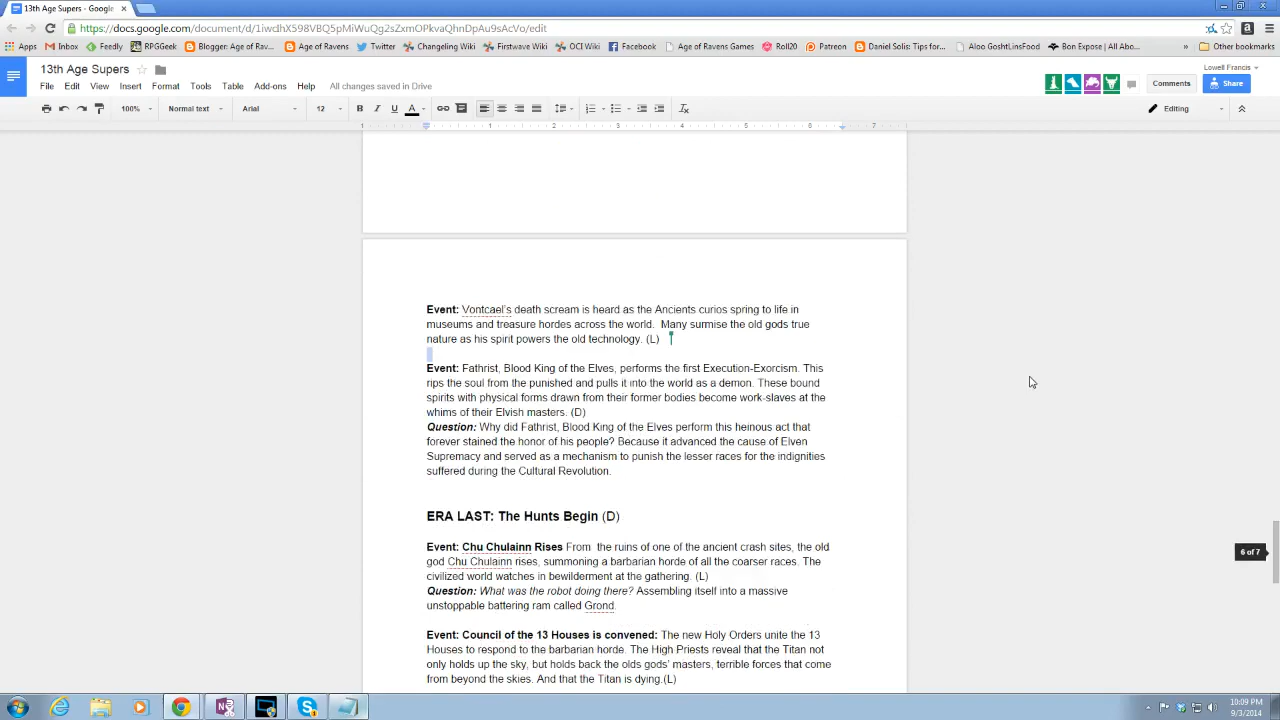 13th Age Supers - Google
https://docs.google.com/document/d/1iwdhX598VBQ5pMiWuQg2sZxmOPkvaQhnDpAu9sAcVo/edit
Apps Inbox Feedly RPGGeek Blogger: Age of Rav... Age of Ravens Twitter Changeling Wiki Firstwave Wiki OCI Wiki Facebook Age of Ravens Games Roll20 Patreon Daniel Solis: Tips for... Aloo GoshtLinsFood Bon Expose | All Abo... » Other bookmarks
13th Age Supers
Lowell Francis
File Edit View Insert Format Tools Table Add-ons Help All changes saved in Drive
Comments Share
100% Normal text Arial 12 B I U A Editing
1 1 2 3 4 5 6 7
Event: Vontcael's death scream is heard as the Ancients curios spring to life in
museums and treasure hordes across the world. Many surmise the old gods true
nature as his spirit powers the old technology. (L)
Event: Fathrist, Blood King of the Elves, performs the first Execution-Exorcism. This
rips the soul from the punished and pulls it into the world as a demon. These bound
spirits with physical forms drawn from their former bodies become work-slaves at the
whims of their Elvish masters. (D)
Question: Why did Fathrist, Blood King of the Elves perform this heinous act that
forever stained the honor of his people? Because it advanced the cause of Elven
Supremacy and served as a mechanism to punish the lesser races for the indignities
suffered during the Cultural Revolution.
ERA LAST: The Hunts Begin (D)
Event: Chu Chulainn Rises From the ruins of one of the ancient crash sites, the old
god Chu Chulainn rises, summoning a barbarian horde of all the coarser races. The
civilized world watches in bewilderment at the gathering. (L)
Question: What was the robot doing there? Assembling itself into a massive
unstoppable battering ram called Grond.
Event: Council of the 13 Houses is convened: The new Holy Orders unite the 13
Houses to respond to the barbarian horde. The High Priests reveal that the Titan not
only holds up the sky, but holds back the olds gods' masters, terrible forces that come
from beyond the skies. And that the Titan is dying.(L)
6 of 7
10:09 PM
9/3/2014